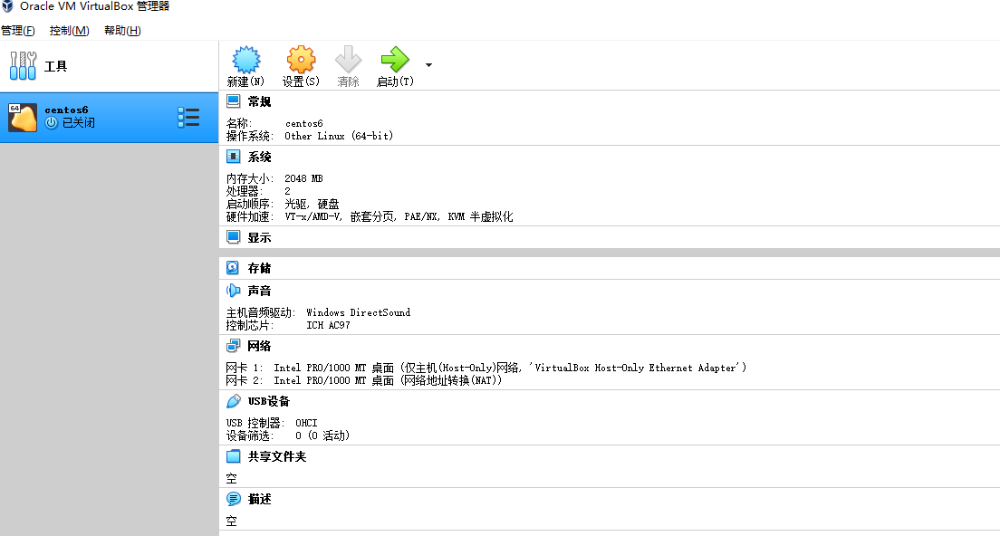 Oracle VM VirtualBox 管理器
管理(F) 控制(M) 帮助(H)
工具
新建(N) 设置(S) 清除 启动(T)
64
centos6
已关闭
常规
名称: centos6
操作系统: Other Linux (64-bit)
系统
内存大小: 2048 MB
处理器: 2
启动顺序: 光驱, 硬盘
硬件加速: VT-x/AMD-V, 嵌套分页, PAE/NX, KVM 半虚拟化
显示
存储
声音
主机音频驱动: Windows DirectSound
控制芯片: ICH AC97
网络
网卡 1: Intel PRO/1000 MT 桌面 (仅主机(Host-Only)网络, 'VirtualBox Host-Only Ethernet Adapter')
网卡 2: Intel PRO/1000 MT 桌面 (网络地址转换(NAT))
USB设备
USB 控制器: OHCI
设备筛选: 0 (0 活动)
共享文件夹
空
描述
空